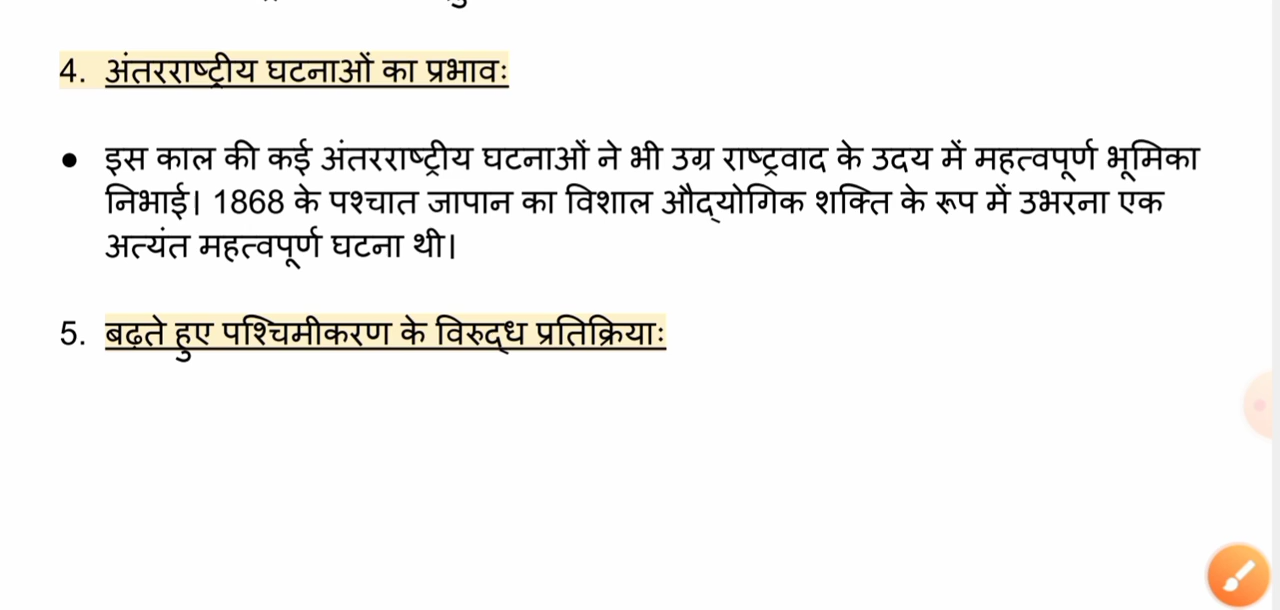 4. अंतरराष्ट्रीय घटनाओं का प्रभावः
● इस काल की कई अंतरराष्ट्रीय घटनाओं ने भी उग्र राष्ट्रवाद के उदय में महत्वपूर्ण भूमिका
निभाई। 1868 के पश्चात जापान का विशाल औद्योगिक शक्ति के रूप में उभरना एक
अत्यंत महत्वपूर्ण घटना थी।
5. बढ़ते हुए पश्चिमीकरण के विरुद्ध प्रतिक्रियाः